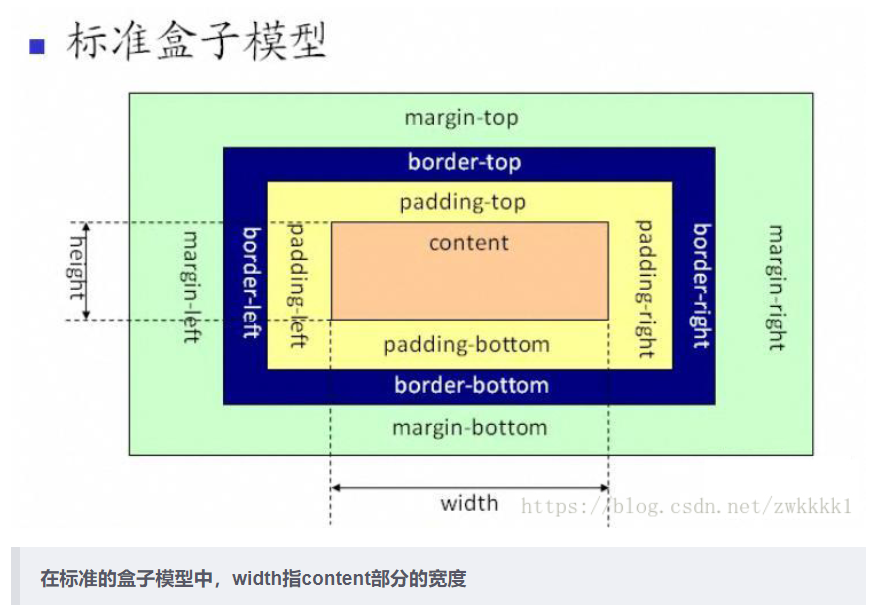 标准盒子模型
margin-top
border-top
padding-top
content
height
margin-left
border-left
padding-left
padding-right
border-right
margin-right
padding-bottom
border-bottom
margin-bottom
width
https://blog.csdn.net/zwkkkk1
在标准的盒子模型中，width指content部分的宽度